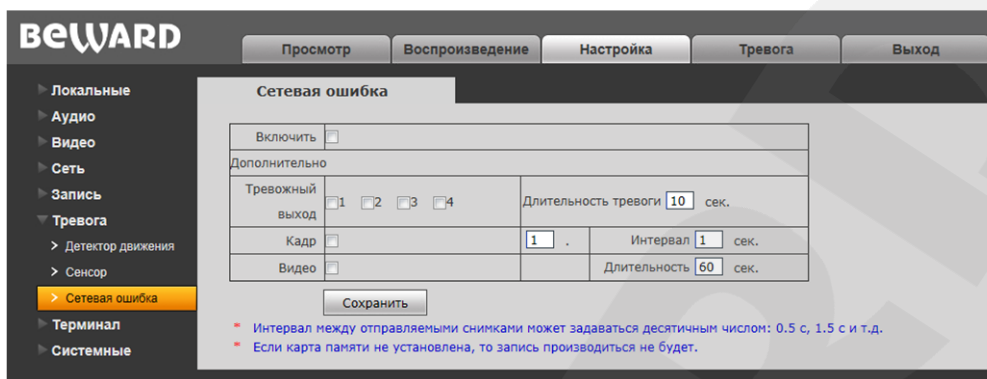 BEWARD
Просмотр Воспроизведение Настройка Тревога Выход
Локальные
Аудио
Видео
Сеть
Запись
Тревога
> Детектор движения
> Сенсор
> Сетевая ошибка
Терминал
Системные
Сетевая ошибка
Включить
Дополнительно
Тревожный выход 1 2 3 4 Длительность тревоги 10 сек.
Кадр 1 . Интервал 1 сек.
Видео Длительность 60 сек.
Сохранить
* Интервал между отправляемыми снимками может задаваться десятичным числом: 0.5 с, 1.5 с и т.д.
* Если карта памяти не установлена, то запись производиться не будет.